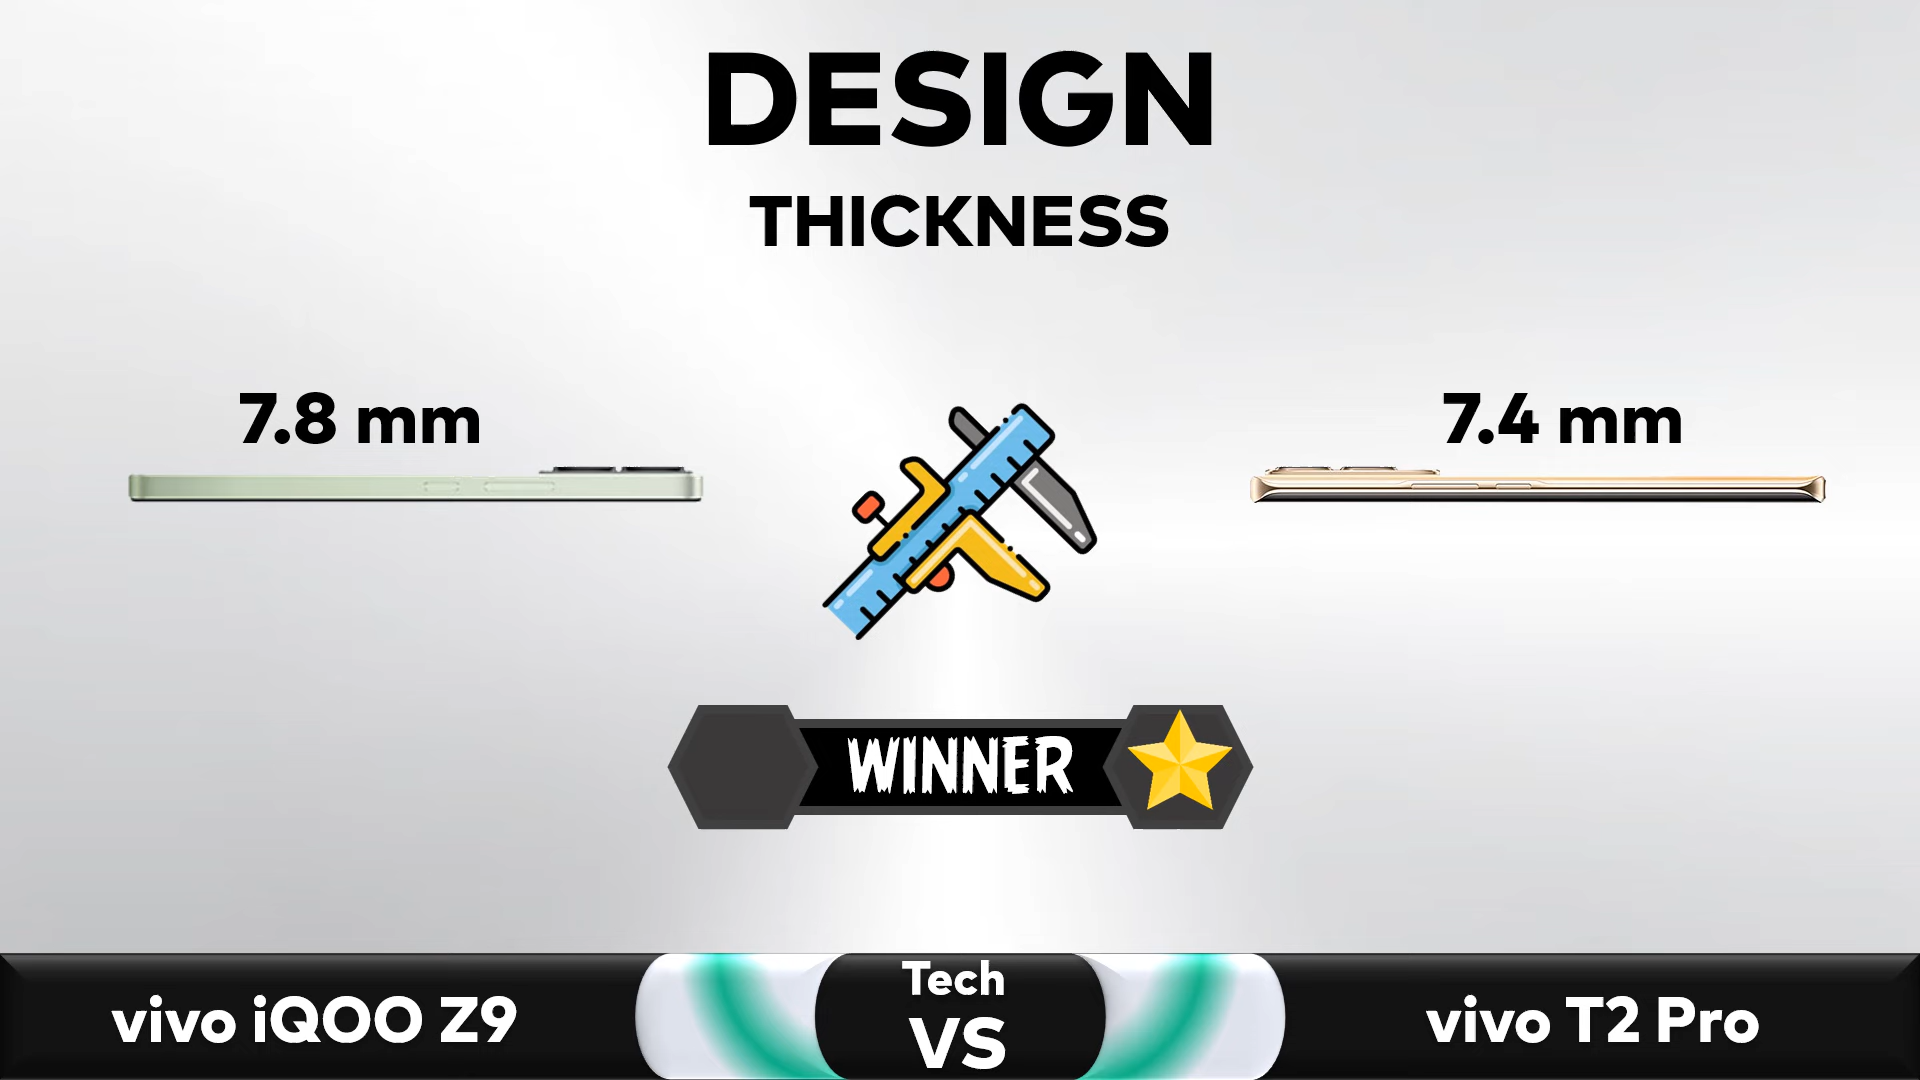 DESIGN
THICKNESS
7.8 mm
7.4 mm
WINNER
vivo iQOO Z9
Tech
VS
vivo T2 Pro